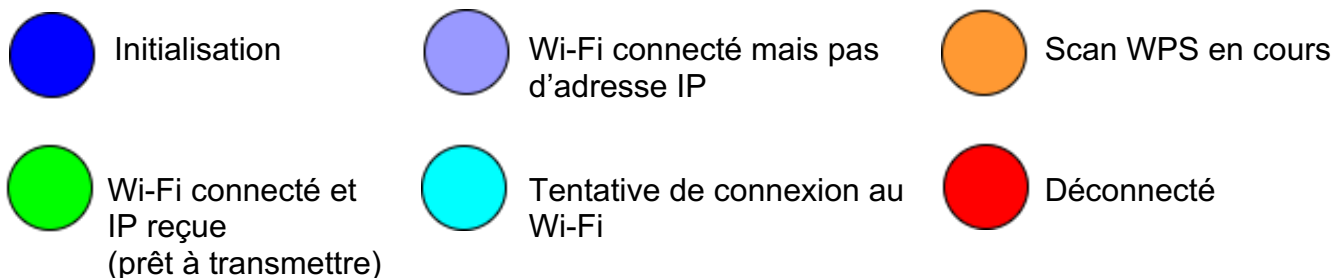 Initialisation
Wi-Fi connecté mais pas
d’adresse IP
Scan WPS en cours
Wi-Fi connecté et
IP reçue
(prêt à transmettre)
Tentative de connexion au
Wi-Fi
Déconnecté